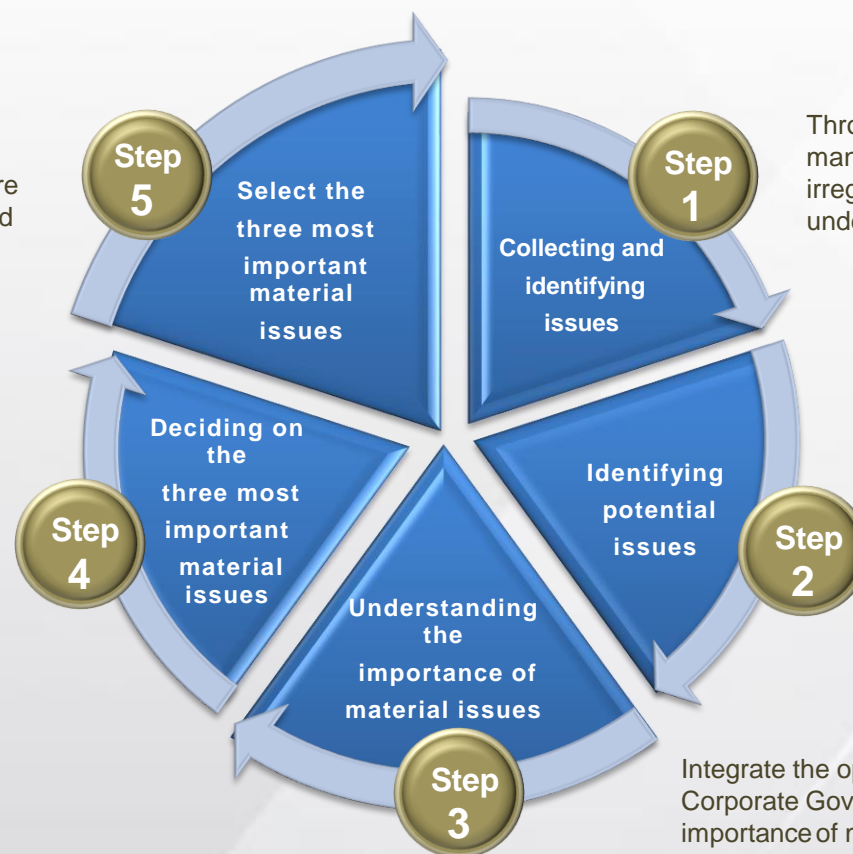 Step
1
Collecting and
identifying
issues
Step
2
Identifying
potential
issues
Step
3
Understanding
the
importance of
material issues
Integrate the
Corporate
importance of
Step
4
Deciding on
the
three most
important
material
issues
Step
5
Select the
three most
important
material
issues